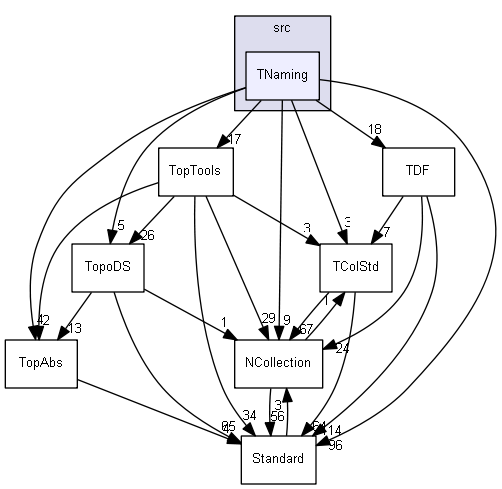 src
TNaming
17
18
TopTools
TDF
5
26
3
3
7
TopoDS
TColStd
42
13
1
29
9
1
67
24
TopAbs
NCollection
34
3
56
14
96
Standard